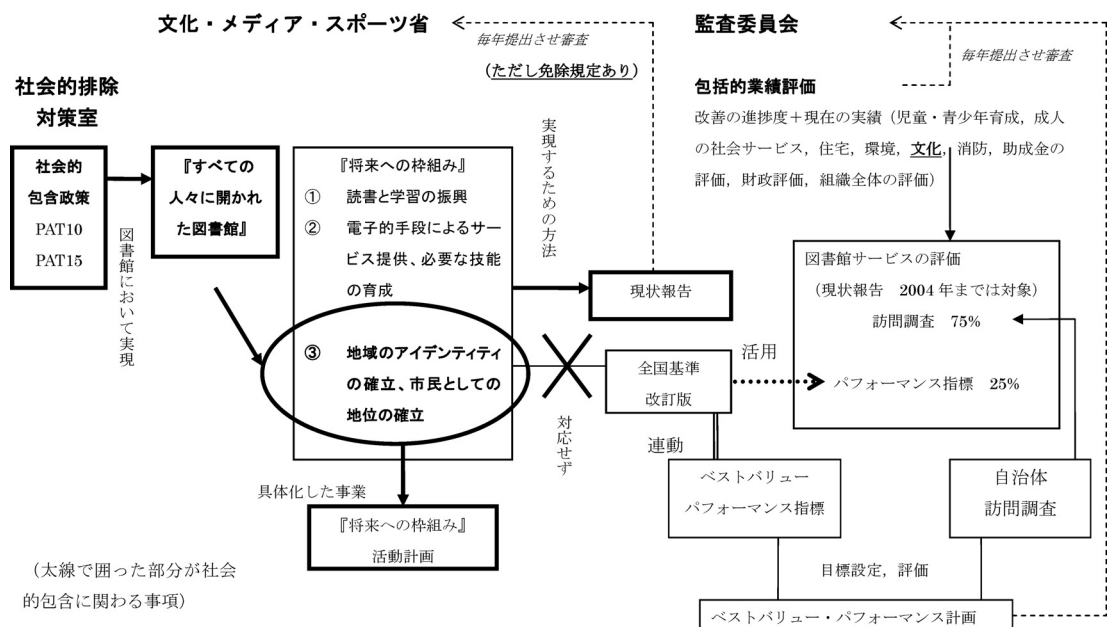 文化・メディア・スポーツ省
毎年提出させ審査
（ただし免除規定あり）
監査委員会
毎年提出させ審査
包括的業績評価
改善の進捗度＋現在の実績（児童・青少年育成, 成人
の社会サービス, 住宅, 環境, 文化, 消防, 助成金の
評価, 財政評価, 組織全体の評価）
社会的排除
対策室
社会的
包含政策
PAT10
PAT15
図書館において実現
『すべての
人々に開かれ
た図書館』
『将来への枠組み』
① 読書と学習の振興
② 電子的手段によるサー
ビス提供、必要な技能
の育成
③ 地域のアイデンティティ
の確立、市民としての
地位の確立
実現するための方法
現状報告
対応せず
全国基準
改訂版
活用
図書館サービスの評価
（現状報告 2004 年までは対象）
訪問調査 75%
パフォーマンス指標 25%
連動
ベストバリュー
パフォーマンス指標
自治体
訪問調査
具体化した事業
『将来への枠組み』
活動計画
目標設定, 評価
ベストバリュー・パフォーマンス計画
（太線で囲った部分が社会
的包含に関わる事項）